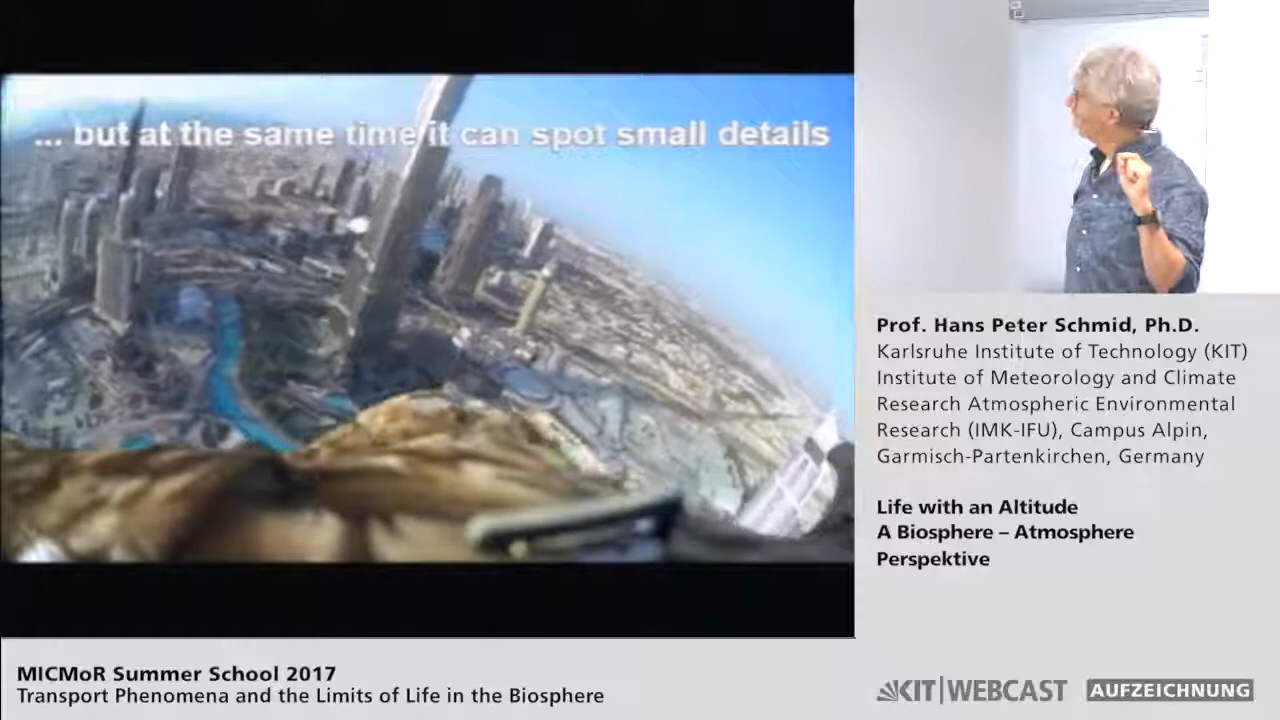 ... but at the same time it can spot small details
Prof. Hans Peter Schmid, Ph.D.
Karlsruhe Institute of Technology (KIT)
Institute of Meteorology and Climate
Research Atmospheric Environmental
Research (IMK-IFU), Campus Alpin,
Garmisch-Partenkirchen, Germany
Life with an Altitude
A Biosphere – Atmosphere
Perspektive
MICMoR Summer School 2017
Transport Phenomena and the Limits of Life in the Biosphere
KIT|WEBCAST AUFZEICHNUNG